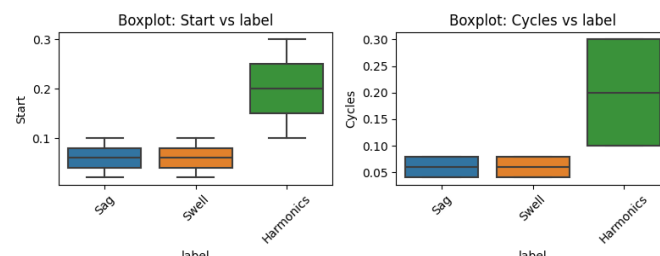 Boxplot: Start vs label
0.3
0.2
0.1
Start
Sag
Swell
Harmonics
label
Boxplot: Cycles vs label
0.30
0.25
0.20
0.15
0.10
0.05
Cycles
Sag
Swell
Harmonics
label